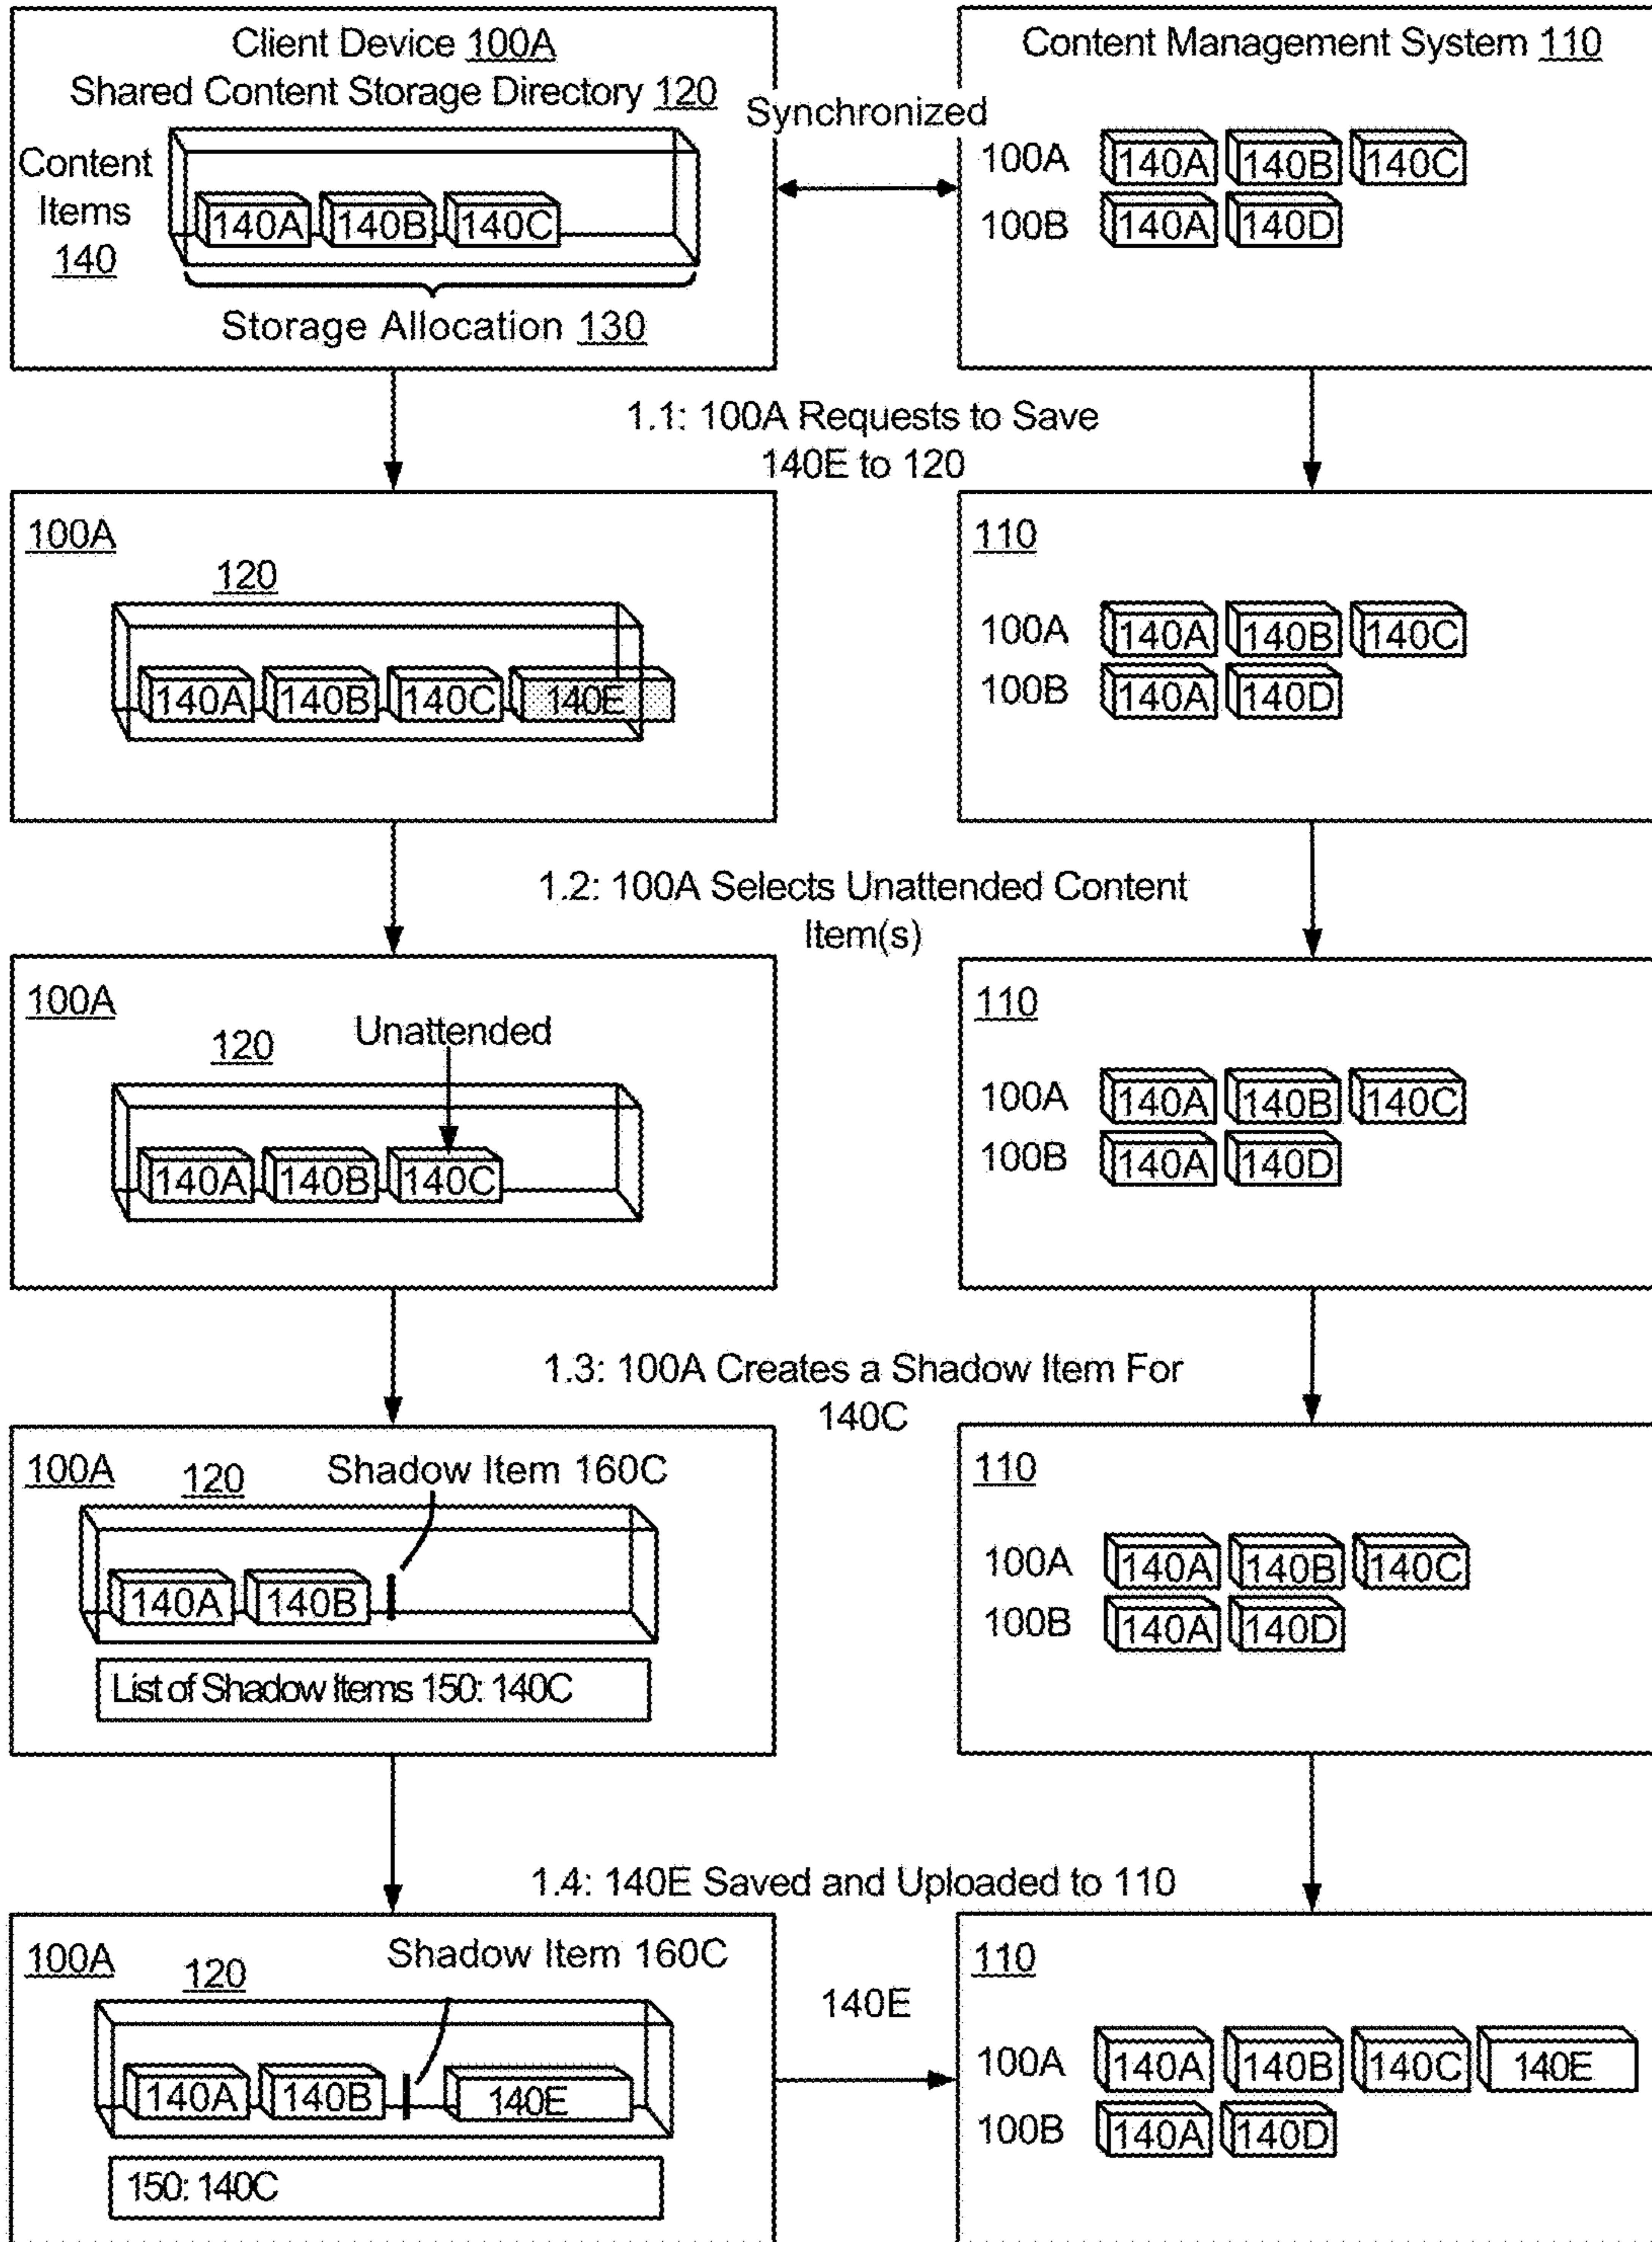 Client Device 100A
Shared Content Storage Directory 120
Content
Items
140
140A 140B 140C
Storage Allocation 130
Synchronized
Content Management System 110
100A 140A 140B 140C
100B 140A 140D
1.1: 100A Requests to Save
140E to 120
100A
120
140A 140B 140C 140E
110
100A 140A 140B 140C
100B 140A 140D
1.2: 100A Selects Unattended Content
Item(s)
100A
120
Unattended
140A 140B 140C
110
100A 140A 140B 140C
100B 140A 140D
1.3: 100A Creates a Shadow Item For
140C
100A
120
Shadow Item 160C
140A 140B
List of Shadow Items 150: 140C
110
100A 140A 140B 140C
100B 140A 140D
1.4: 140E Saved and Uploaded to 110
100A
120
Shadow Item 160C
140A 140B 140E
150: 140C
140E
110
100A 140A 140B 140C 140E
100B 140A 140D